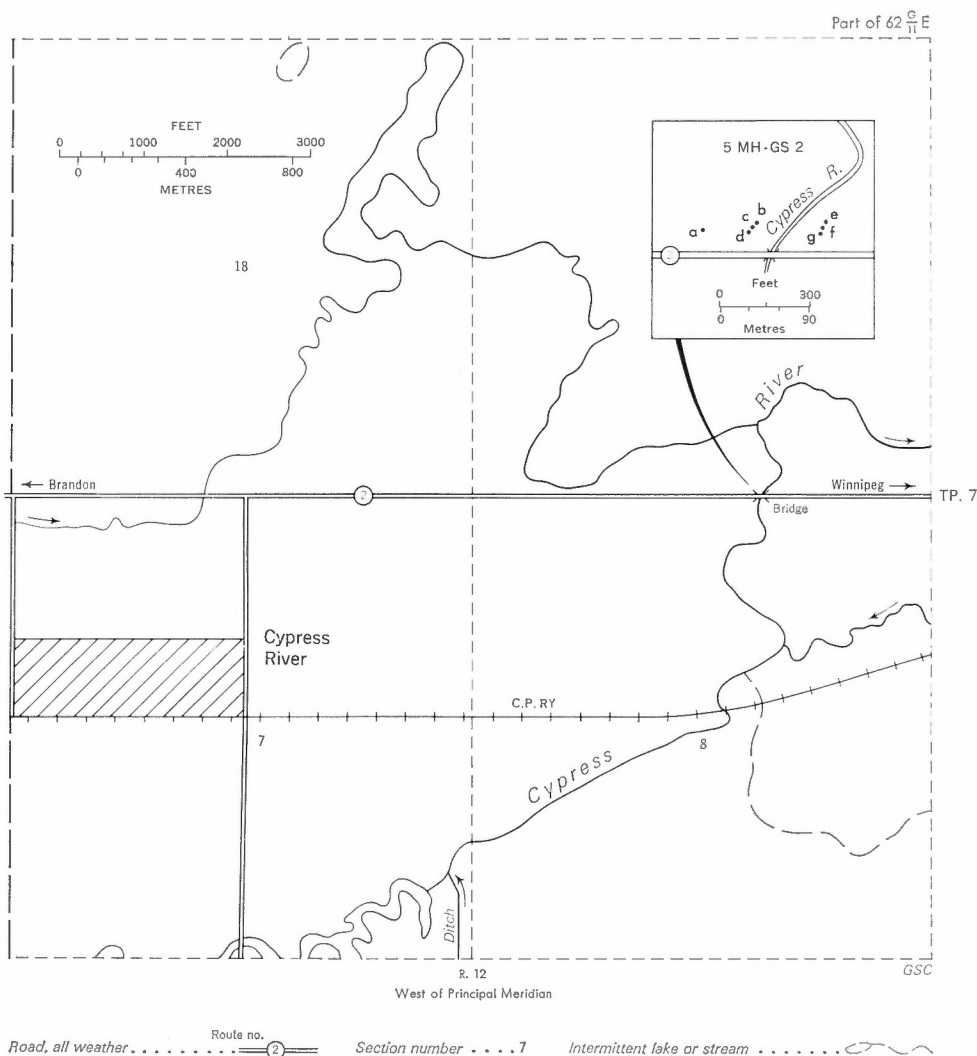 Part of 62 G/11 E
FEET
0 1000 2000 3000
0 400 800
METRES
5 MH-GS 2
Cypress R.
a
b
c
d
e
f
g
2
Feet
0 300
0 90
Metres
18
River
← Brandon
2
Winnipeg →
TP. 7
Bridge
Cypress
River
C.P. RY
7
8
Cypress
Ditch
R. 12
West of Principal Meridian
GSC
Road, all weather . . . . . . . . Route no. 2
Section number . . . . 7
Intermittent lake or stream . . . . . . . .